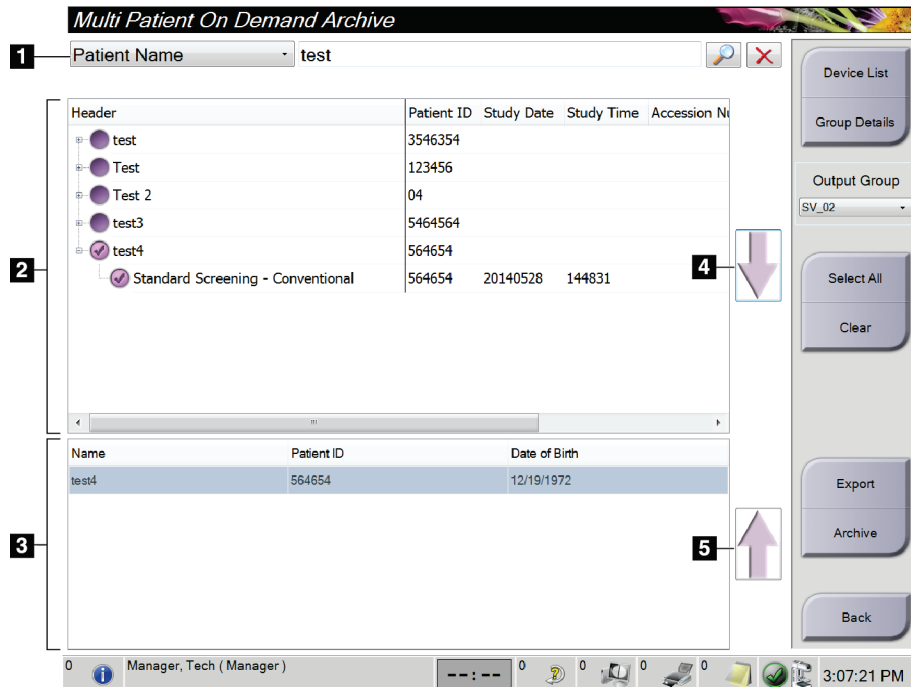 Multi Patient On Demand Archive
1
Patient Name
test
Device List
Group Details
Output Group
SV_02
Select All
Clear
Export
Archive
Back
2
Header Patient ID Study Date Study Time Accession Nu
test 3546354
Test 123456
Test 2 04
test3 5464564
test4 564654
Standard Screening - Conventional 564654 20140528 144831
4
3
Name Patient ID Date of Birth
test4 564654 12/19/1972
5
0 Manager, Tech ( Manager ) --:-- 0 0 0 0 3:07:21 PM